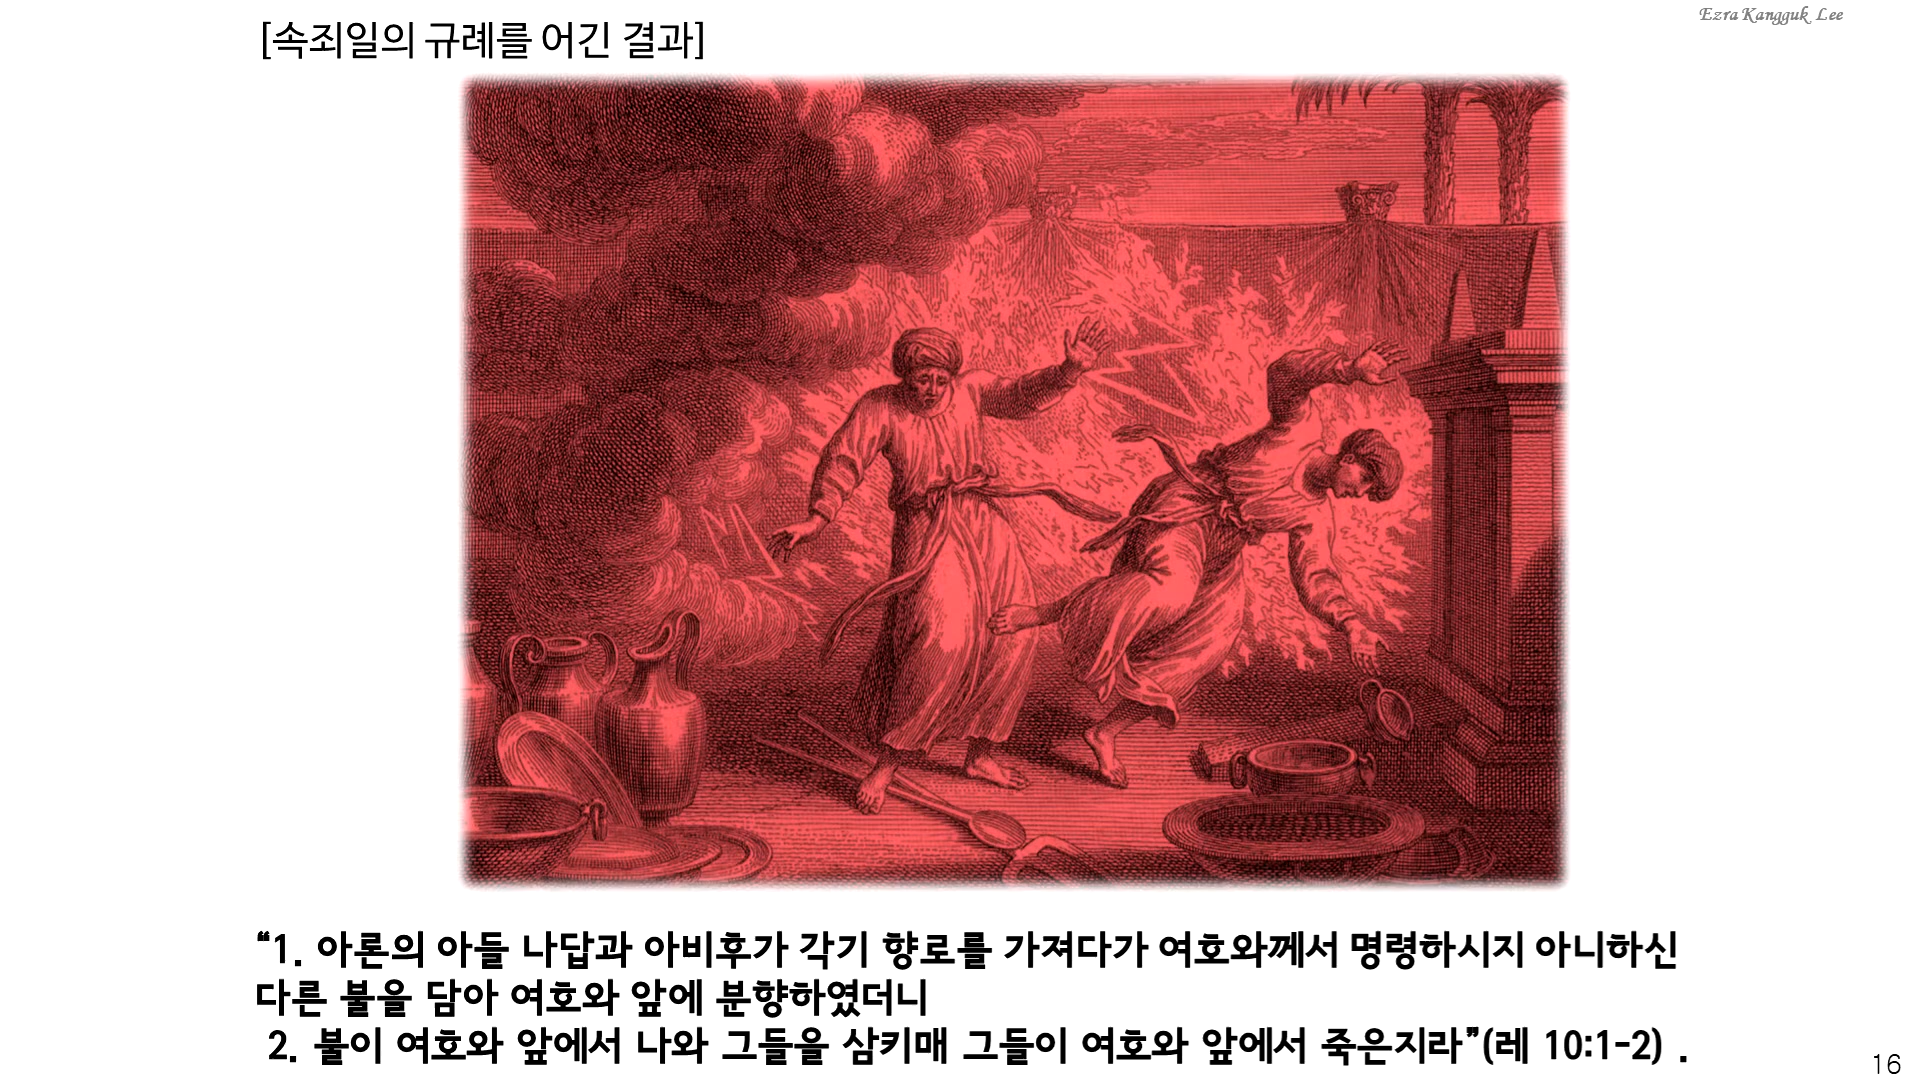 Ezra Kangguk Lee
[속죄일의 규례를 어긴 결과]
“1. 아론의 아들 나답과 아비후가 각기 향로를 가져다가 여호와께서 명령하시지 아니하신
다른 불을 담아 여호와 앞에 분향하였더니
2. 불이 여호와 앞에서 나와 그들을 삼키매 그들이 여호와 앞에서 죽은지라”(레 10:1-2) .
16